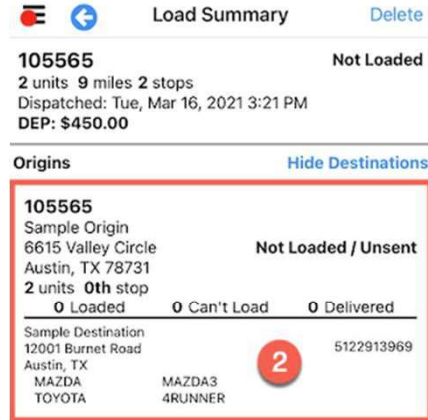 Load Summary Delete
105565 Not Loaded
2 units 9 miles 2 stops
Dispatched: Tue, Mar 16, 2021 3:21 PM
DEP: $450.00
Origins Hide Destinations
105565
Sample Origin
6615 Valley Circle Not Loaded / Unsent
Austin, TX 78731
2 units 0th stop
0 Loaded 0 Can't Load 0 Delivered
Sample Destination
12001 Burnet Road 5122913969
Austin, TX
2
MAZDA MAZDA3
TOYOTA 4RUNNER